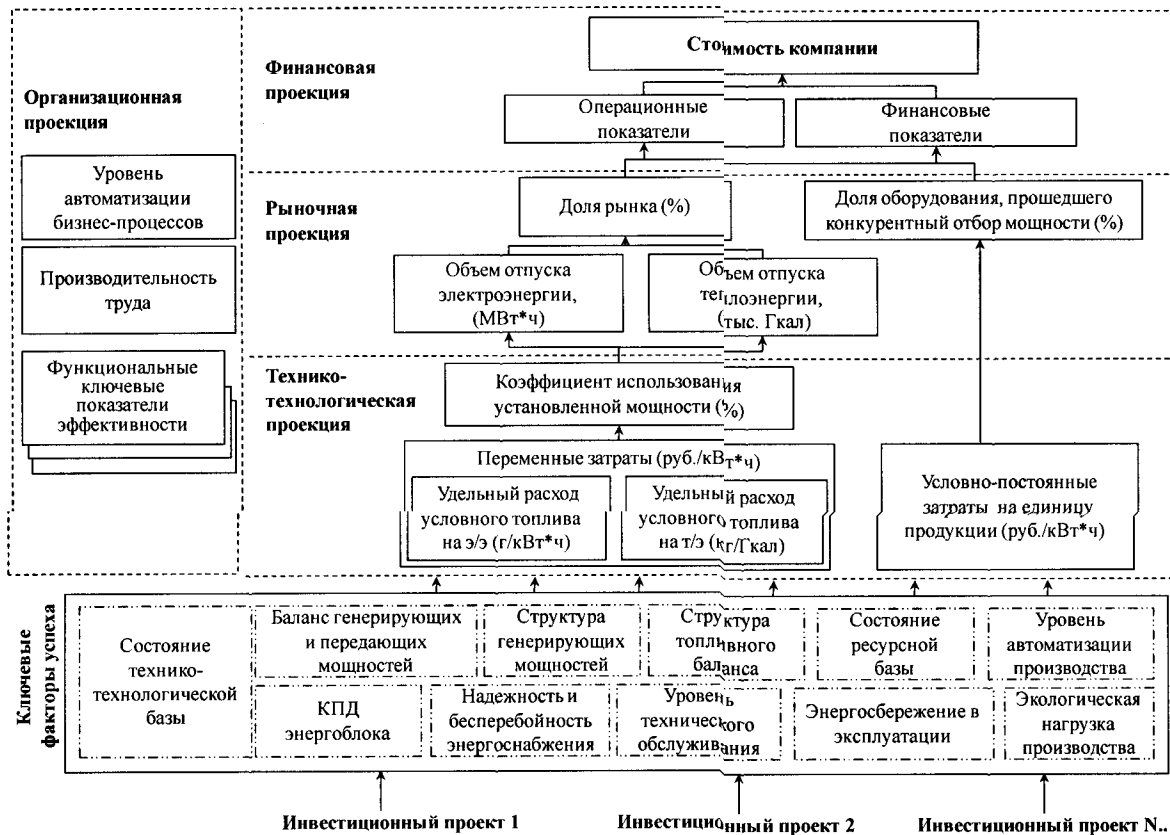 Стоимость компании
Финансовая
проекция
Операционные
показатели
Финансовые
показатели
Организационная
проекция
Уровень
автоматизации
бизнес-процессов
Производительность
труда
Функциональные
ключевые
показатели
эффективности
Рыночная
проекция
Доля рынка (%)
Доля оборудования, прошедшего
конкурентный отбор мощности (%)
Объем отпуска
электроэнергии,
(МВт*ч)
Объем отпуска
теплоэнергии,
(тыс. Гкал)
Технико-
технологическая
проекция
Коэффициент использования
установленной мощности (%)
Переменные затраты (руб./кВт*ч)
Удельный расход
условного топлива
на э/э (г/кВт*ч)
Удельный расход
условного топлива
на т/э (кг/Гкал)
Условно-постоянные
затраты на единицу
продукции (руб./кВт*ч)
Ключевые
факторы успеха
Состояние
технико-
технологической
базы
Баланс генерирующих
и передающих
мощностей
Структура
генерирующих
мощностей
Структура
топливного
баланса
Состояние
ресурсной
базы
Уровень
автоматизации
производства
КПД
энергоблока
Надежность и
бесперебойность
энергоснабжения
Уровень
технического
обслуживания
Энергосбережение в
эксплуатации
Экологическая
нагрузка
производства
Инвестиционный проект 1
Инвестиционный проект 2
Инвестиционный проект N..